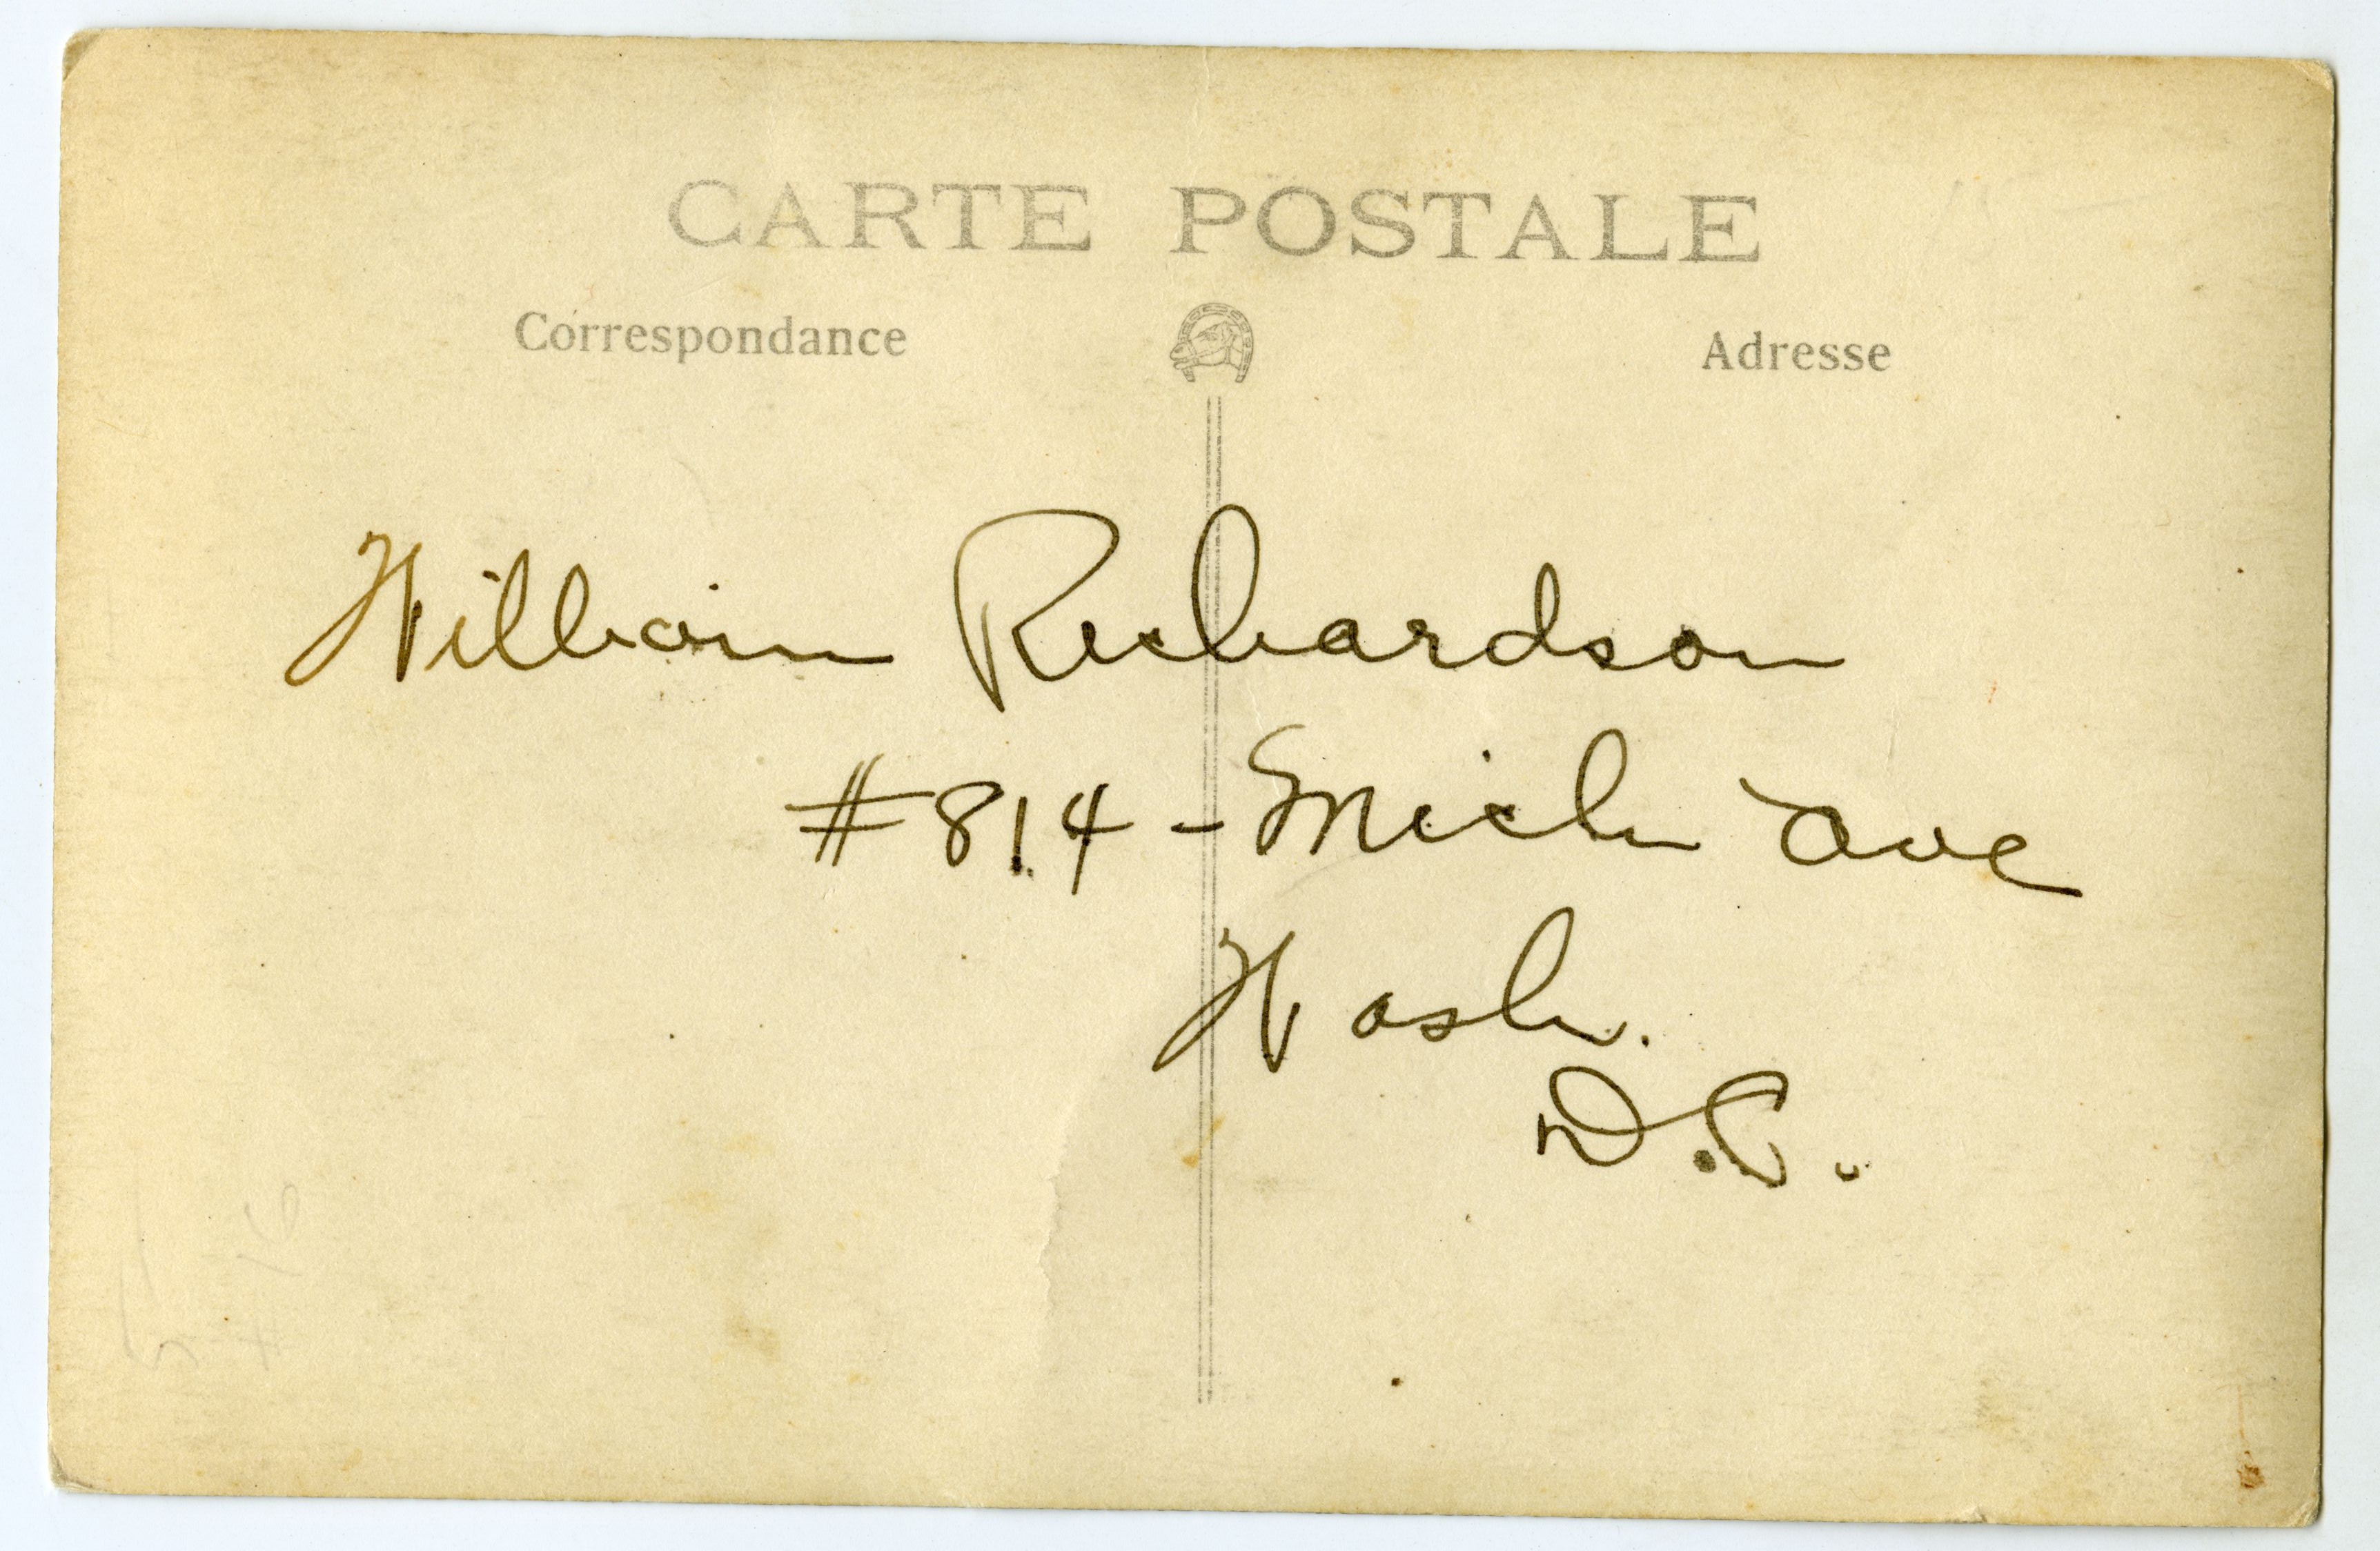 CARTE POSTALE
Correspondance
Adresse
William Richardson
#814 - Mich Ave
Wash.
D.C.